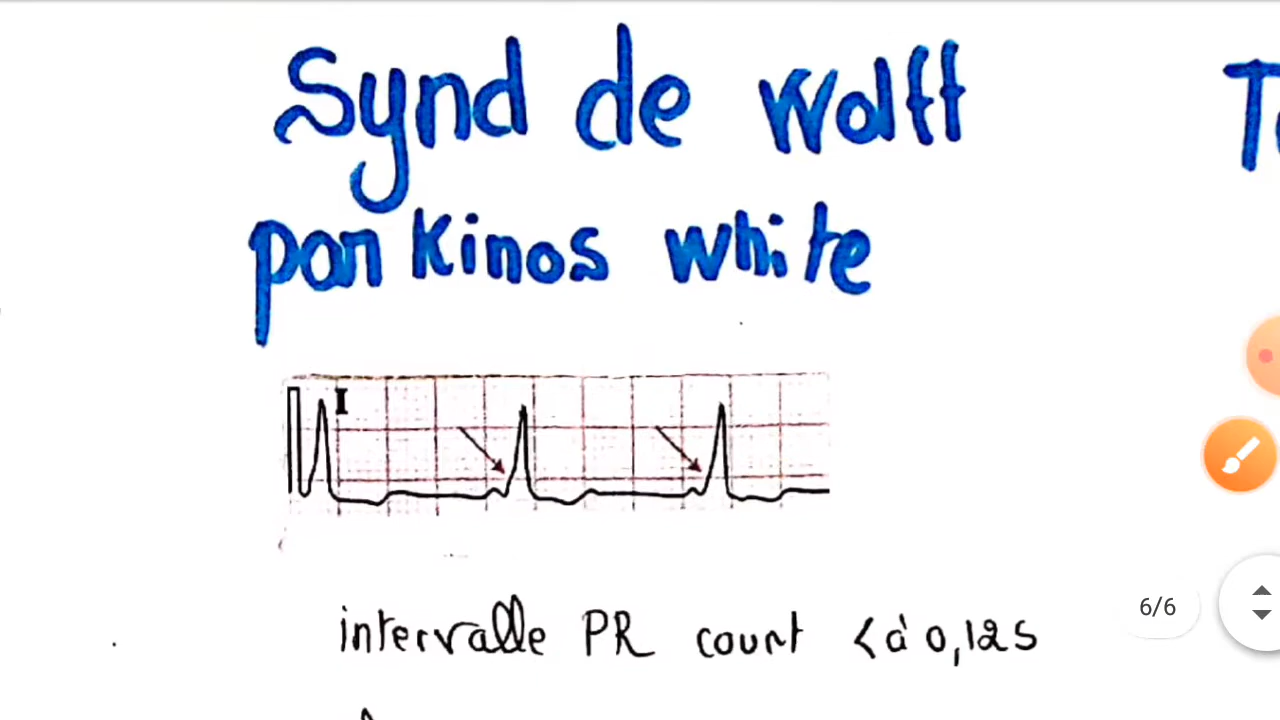 Synd de Wolff
parkinos white
I
intervalle PR court < à 0,12s
6/6